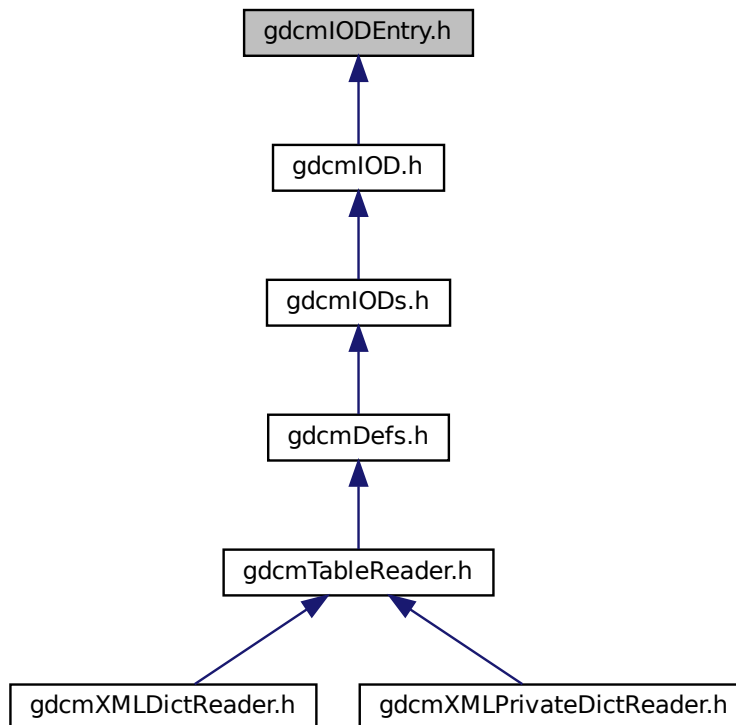 gdcmIODEntry.h
gdcmIOD.h
gdcmIODs.h
gdcmDefs.h
gdcmTableReader.h
gdcmXMLDictReader.h
gdcmXMLPrivateDictReader.h